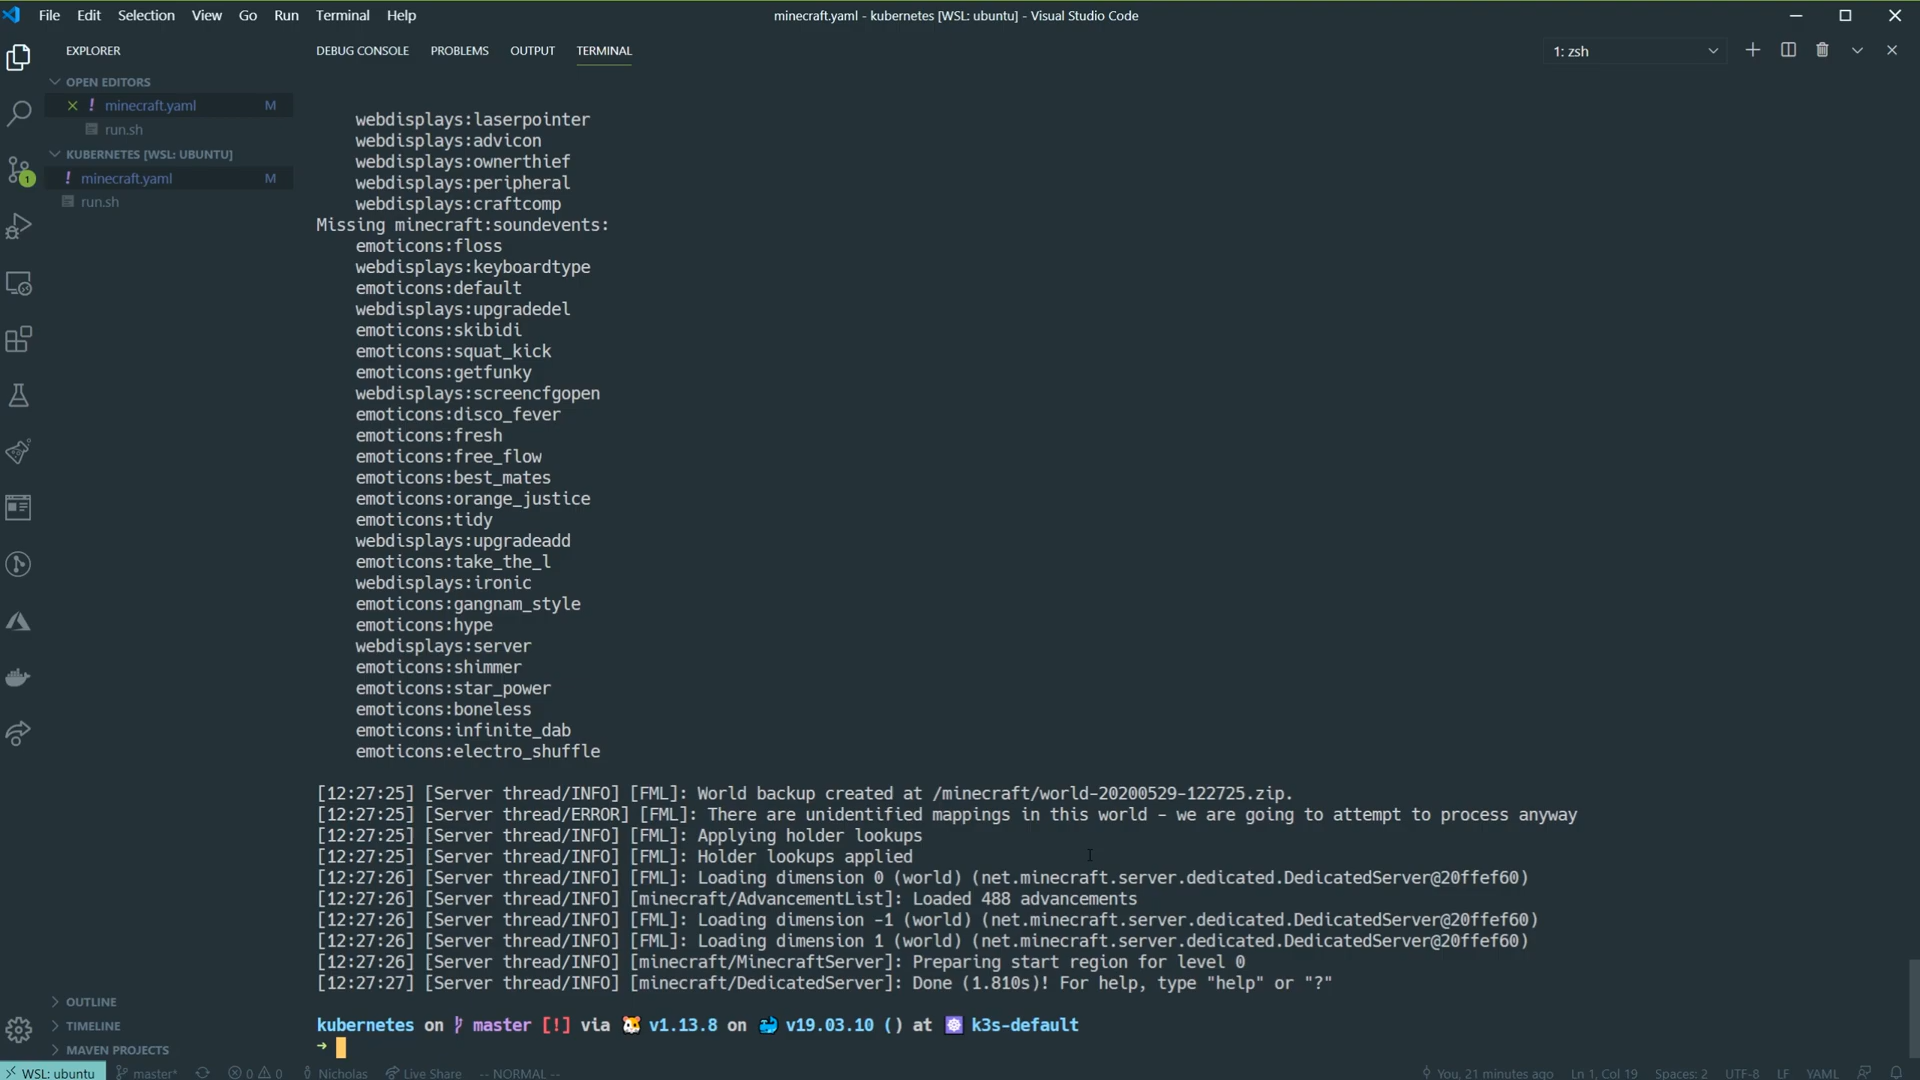 File Edit Selection View Go Run Terminal Help
minecraft.yaml - kubernetes [WSL: ubuntu] - Visual Studio Code
EXPLORER
DEBUG CONSOLE PROBLEMS OUTPUT TERMINAL
1: zsh
OPEN EDITORS
! minecraft.yaml M
run.sh
KUBERNETES [WSL: UBUNTU]
! minecraft.yaml M
run.sh
1
webdisplays:laserpointer
webdisplays:advicon
webdisplays:ownerthief
webdisplays:peripheral
webdisplays:craftcomp
Missing minecraft:soundevents:
emoticons:floss
webdisplays:keyboardtype
emoticons:default
webdisplays:upgradedel
emoticons:skibidi
emoticons:squat_kick
emoticons:getfunky
webdisplays:screencfgopen
emoticons:disco_fever
emoticons:fresh
emoticons:free_flow
emoticons:best_mates
emoticons:orange_justice
emoticons:tidy
webdisplays:upgradeadd
emoticons:take_the_l
webdisplays:ironic
emoticons:gangnam_style
emoticons:hype
webdisplays:server
emoticons:shimmer
emoticons:star_power
emoticons:boneless
emoticons:infinite_dab
emoticons:electro_shuffle
[12:27:25] [Server thread/INFO] [FML]: World backup created at /minecraft/world-20200529-122725.zip.
[12:27:25] [Server thread/ERROR] [FML]: There are unidentified mappings in this world - we are going to attempt to process anyway
[12:27:25] [Server thread/INFO] [FML]: Applying holder lookups
[12:27:25] [Server thread/INFO] [FML]: Holder lookups applied
[12:27:26] [Server thread/INFO] [FML]: Loading dimension 0 (world) (net.minecraft.server.dedicated.DedicatedServer@20ffef60)
[12:27:26] [Server thread/INFO] [minecraft/AdvancementList]: Loaded 488 advancements
[12:27:26] [Server thread/INFO] [FML]: Loading dimension -1 (world) (net.minecraft.server.dedicated.DedicatedServer@20ffef60)
[12:27:26] [Server thread/INFO] [FML]: Loading dimension 1 (world) (net.minecraft.server.dedicated.DedicatedServer@20ffef60)
[12:27:26] [Server thread/INFO] [minecraft/MinecraftServer]: Preparing start region for level 0
[12:27:27] [Server thread/INFO] [minecraft/DedicatedServer]: Done (1.810s)! For help, type "help" or "?"
kubernetes on master [!] via 🐹 v1.13.8 on 🐳 v19.03.10 () at ☸ k3s-default
→
OUTLINE
TIMELINE
MAVEN PROJECTS
WSL: ubuntu master* 0 0 Nicholas Live Share -- NORMAL -- You, 21 minutes ago Ln 1, Col 19 Spaces: 2 UTF-8 LF YAML